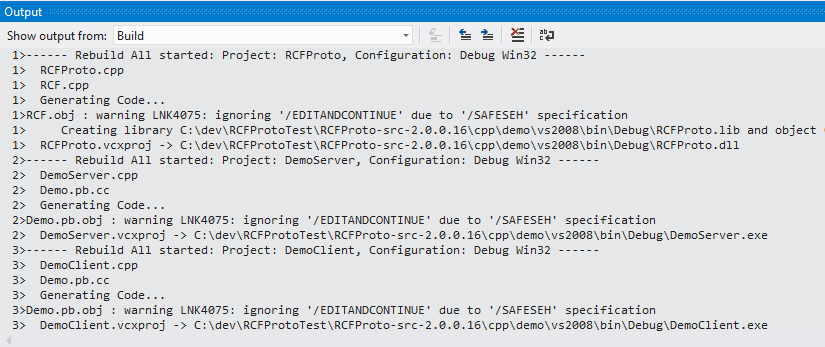 Output
Show output from: Build
1>------ Rebuild All started: Project: RCFProto, Configuration: Debug Win32 ------
1>  RCFProto.cpp
1>  RCF.cpp
1>  Generating Code...
1>RCF.obj : warning LNK4075: ignoring '/EDITANDCONTINUE' due to '/SAFESEH' specification
1>     Creating library C:\dev\RCFProtoTest\RCFProto-src-2.0.0.16\cpp\demo\vs2008\bin\Debug\RCFProto.lib and object
1>  RCFProto.vcxproj -> C:\dev\RCFProtoTest\RCFProto-src-2.0.0.16\cpp\demo\vs2008\bin\Debug\RCFProto.dll
2>------ Rebuild All started: Project: DemoServer, Configuration: Debug Win32 ------
2>  DemoServer.cpp
2>  Demo.pb.cc
2>  Generating Code...
2>Demo.pb.obj : warning LNK4075: ignoring '/EDITANDCONTINUE' due to '/SAFESEH' specification
2>  DemoServer.vcxproj -> C:\dev\RCFProtoTest\RCFProto-src-2.0.0.16\cpp\demo\vs2008\bin\Debug\DemoServer.exe
3>------ Rebuild All started: Project: DemoClient, Configuration: Debug Win32 ------
3>  DemoClient.cpp
3>  Demo.pb.cc
3>  Generating Code...
3>Demo.pb.obj : warning LNK4075: ignoring '/EDITANDCONTINUE' due to '/SAFESEH' specification
3>  DemoClient.vcxproj -> C:\dev\RCFProtoTest\RCFProto-src-2.0.0.16\cpp\demo\vs2008\bin\Debug\DemoClient.exe